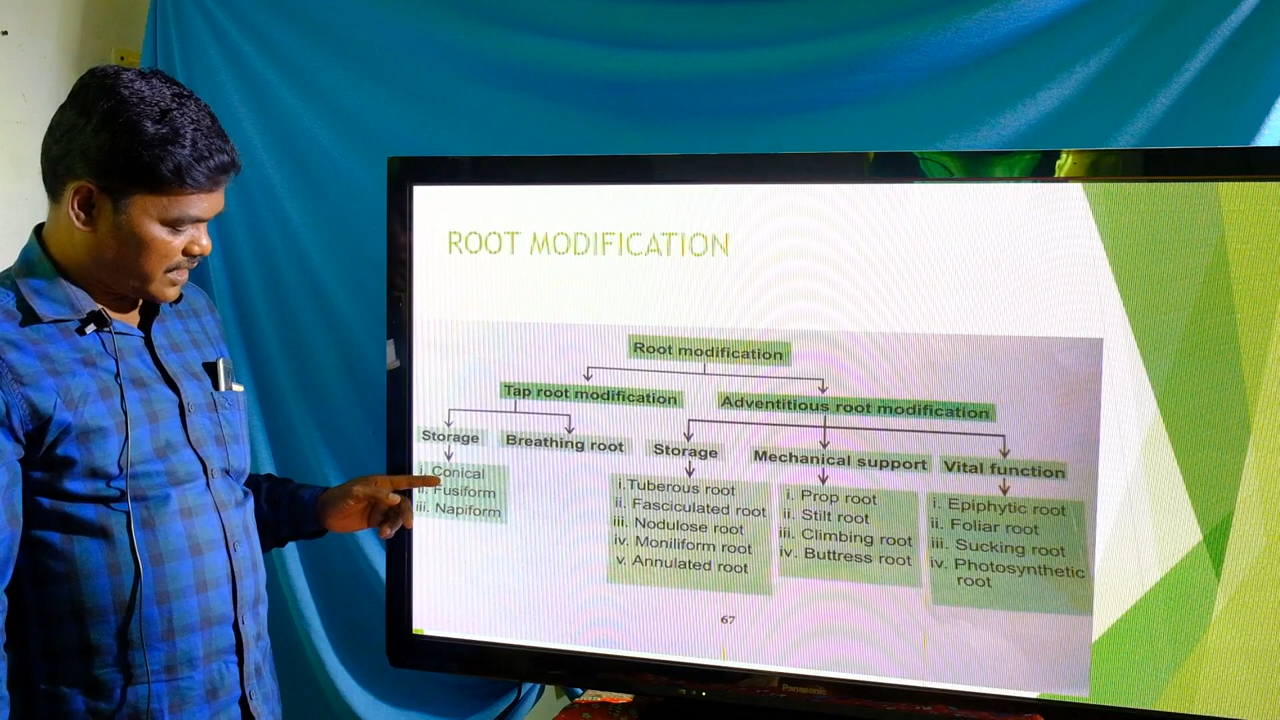 ROOT MODIFICATION
Root modification
Tap root modification
Adventitious root modification
Storage
Breathing root
Storage
Mechanical support
Vital function
i. Conical
ii. Fusiform
iii. Napiform
i.Tuberous root
ii. Fasciculated root
iii. Nodulose root
iv. Moniliform root
v. Annulated root
i. Prop root
ii. Stilt root
iii. Climbing root
iv. Buttress root
i. Epiphytic root
ii. Foliar root
iii. Sucking root
iv. Photosynthetic
root
67
Panasonic